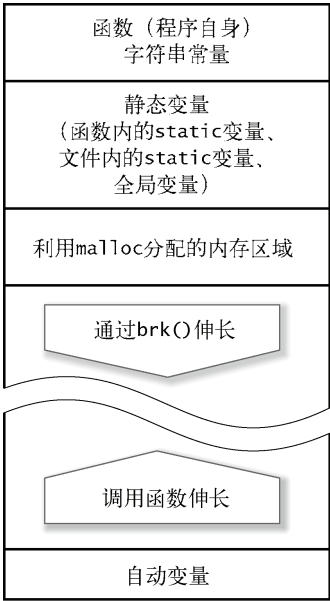 函数（程序自身）
字符串常量
静态变量
（函数内的static变量、
文件内的static变量、
全局变量）
利用malloc分配的内存区域
通过brk()伸长
调用函数伸长
自动变量